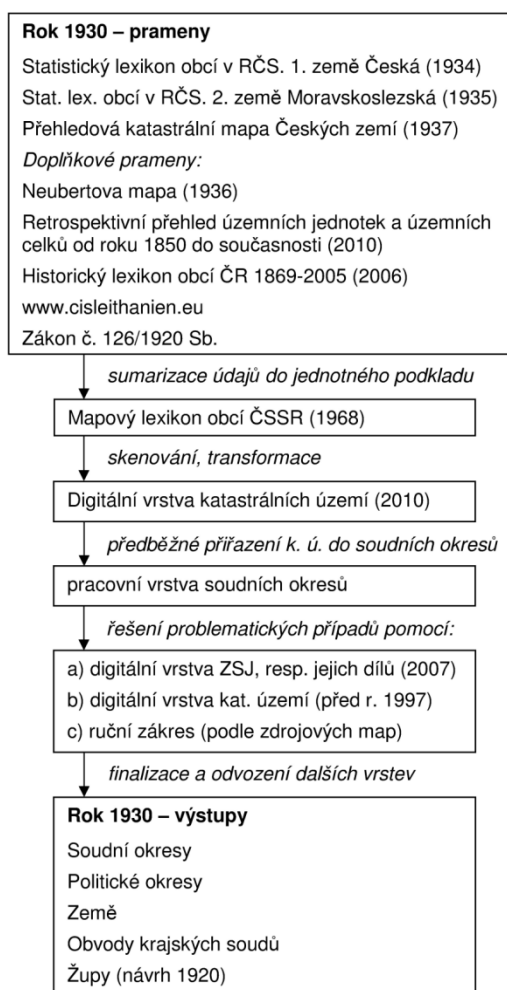 Rok 1930 – prameny
Statistický lexikon obcí v RČS. 1. země Česká (1934)
Stat. lex. obcí v RČS. 2. země Moravskoslezská (1935)
Přehledová katastrální mapa Českých zemí (1937)
Doplňkové prameny:
Neubertova mapa (1936)
Retrospektivní přehled územních jednotek a územních
celků od roku 1850 do současnosti (2010)
Historický lexikon obcí ČR 1869-2005 (2006)
www.cisleithanien.eu
Zákon č. 126/1920 Sb.
sumarizace údajů do jednotného podkladu
Mapový lexikon obcí ČSSR (1968)
skenování, transformace
Digitální vrstva katastrálních území (2010)
předběžné přiřazení k. ú. do soudních okresů
pracovní vrstva soudních okresů
řešení problematických případů pomocí:
a) digitální vrstva ZSJ, resp. jejich dílů (2007)
b) digitální vrstva kat. území (před r. 1997)
c) ruční zákres (podle zdrojových map)
finalizace a odvození dalších vrstev
Rok 1930 – výstupy
Soudní okresy
Politické okresy
Země
Obvody krajských soudů
Župy (návrh 1920)